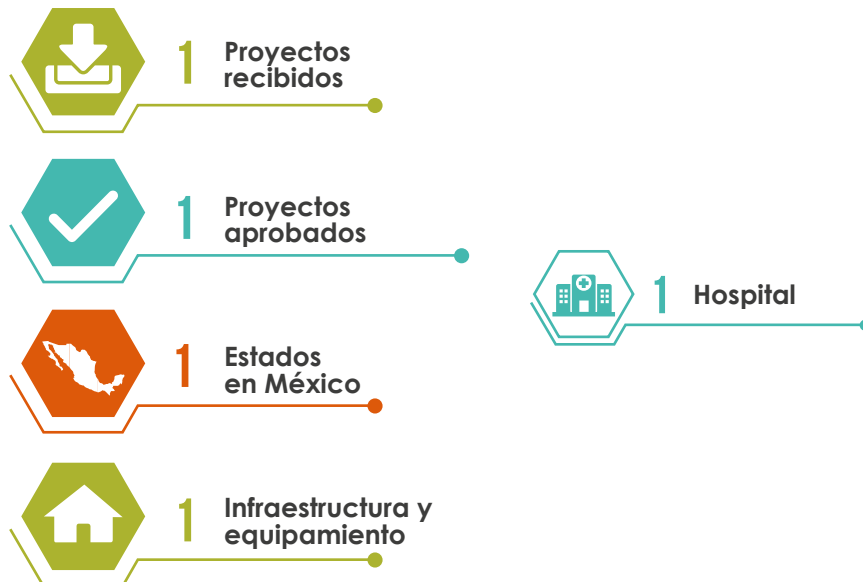 1 Proyectos
recibidos
1 Proyectos
aprobados
1 Hospital
1 Estados
en México
1 Infraestructura y
equipamiento